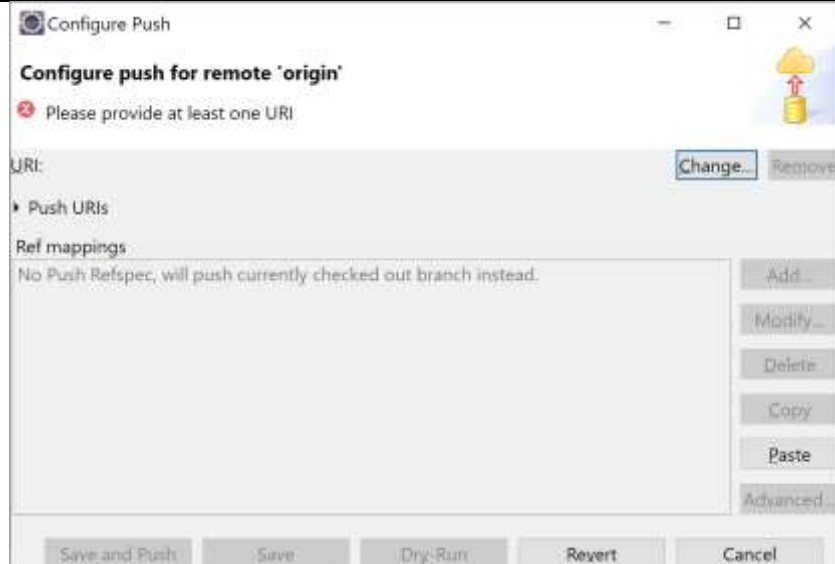 Configure Push
Configure push for remote 'origin'
Please provide at least one URI
URI:
Change...
Remove
Push URIs
Ref mappings
No Push Refspec, will push currently checked out branch instead.
Add...
Modify...
Delete
Copy
Paste
Advanced...
Save and Push
Save
Dry-Run
Revert
Cancel